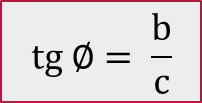 tg Ø = b/c